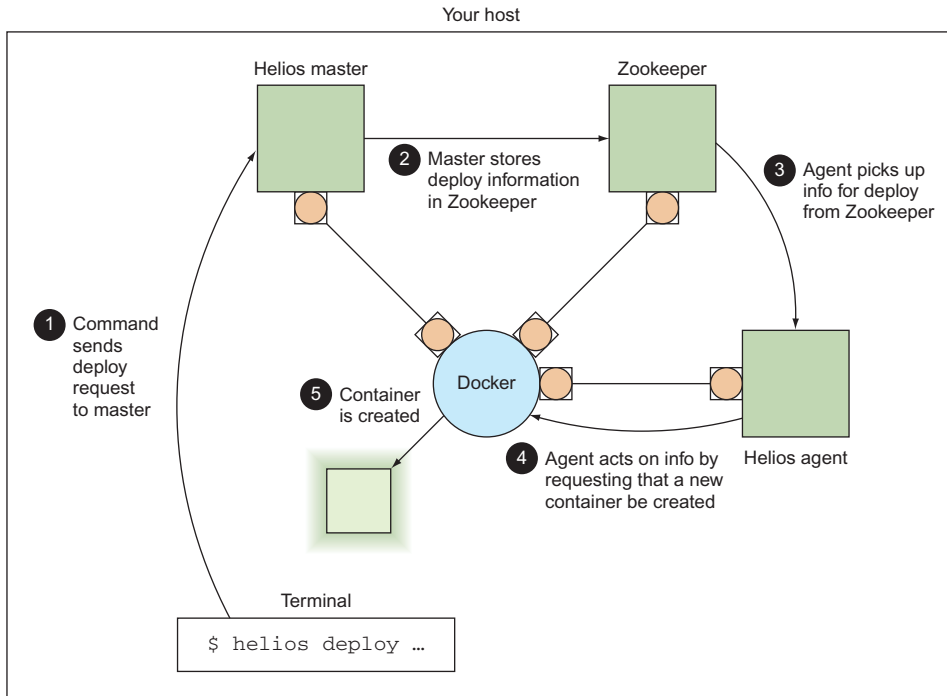 Your host
Helios master
Zookeeper
2 Master stores
deploy information
in Zookeeper
3 Agent picks up
info for deploy
from Zookeeper
1 Command
sends
deploy
request
to master
Docker
5 Container
is created
4 Agent acts on info by
requesting that a new
container be created
Helios agent
Terminal
$ helios deploy …